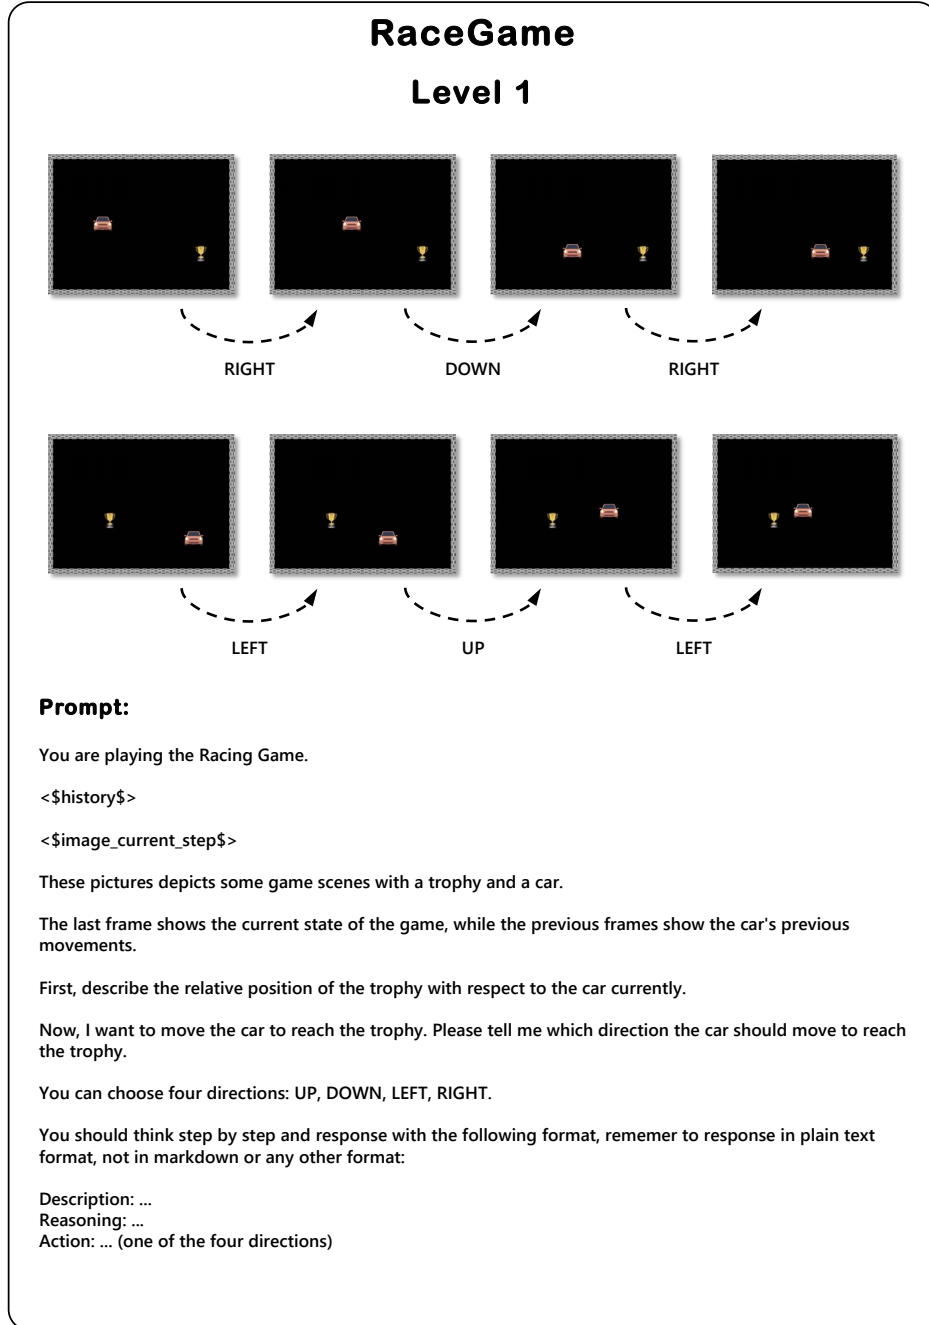 RaceGame
Level 1
RIGHT
DOWN
RIGHT
LEFT
UP
LEFT
Prompt:
You are playing the Racing Game.
<$history$>
<$image_current_step$>
These pictures depicts some game scenes with a trophy and a car.
The last frame shows the current state of the game, while the previous frames show the car's previous
movements.
First, describe the relative position of the trophy with respect to the car currently.
Now, I want to move the car to reach the trophy. Please tell me which direction the car should move to reach
the trophy.
You can choose four directions: UP, DOWN, LEFT, RIGHT.
You should think step by step and response with the following format, rememer to response in plain text
format, not in markdown or any other format:
Description: ...
Reasoning: ...
Action: ... (one of the four directions)